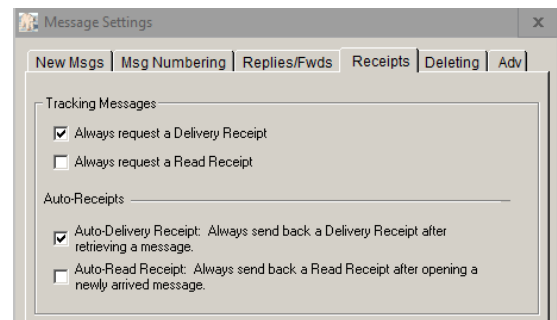 Message Settings x
New Msgs Msg Numbering Replies/Fwds Receipts Deleting Adv
Tracking Messages
Always request a Delivery Receipt
Always request a Read Receipt
Auto-Receipts
Auto-Delivery Receipt: Always send back a Delivery Receipt after
retrieving a message.
Auto-Read Receipt: Always send back a Read Receipt after opening a
newly arrived message.